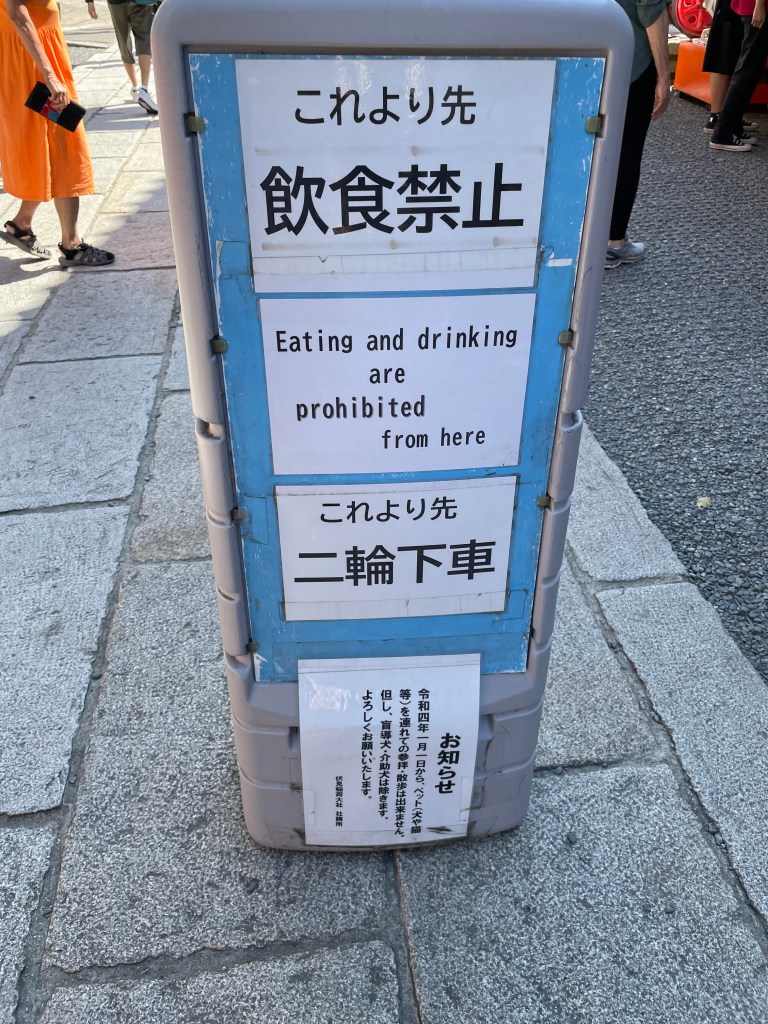 これより先
飲食禁止
Eating and drinking
are
prohibited
from here
これより先
二輪下車
お知らせ
令和四年一月一日から、ペット(犬や猫
等)を連れての参拝・散歩は出来ません。
但し、盲導犬・介助犬は除きます。
よろしくお願いいたします。
伏見稲荷大社 社務所